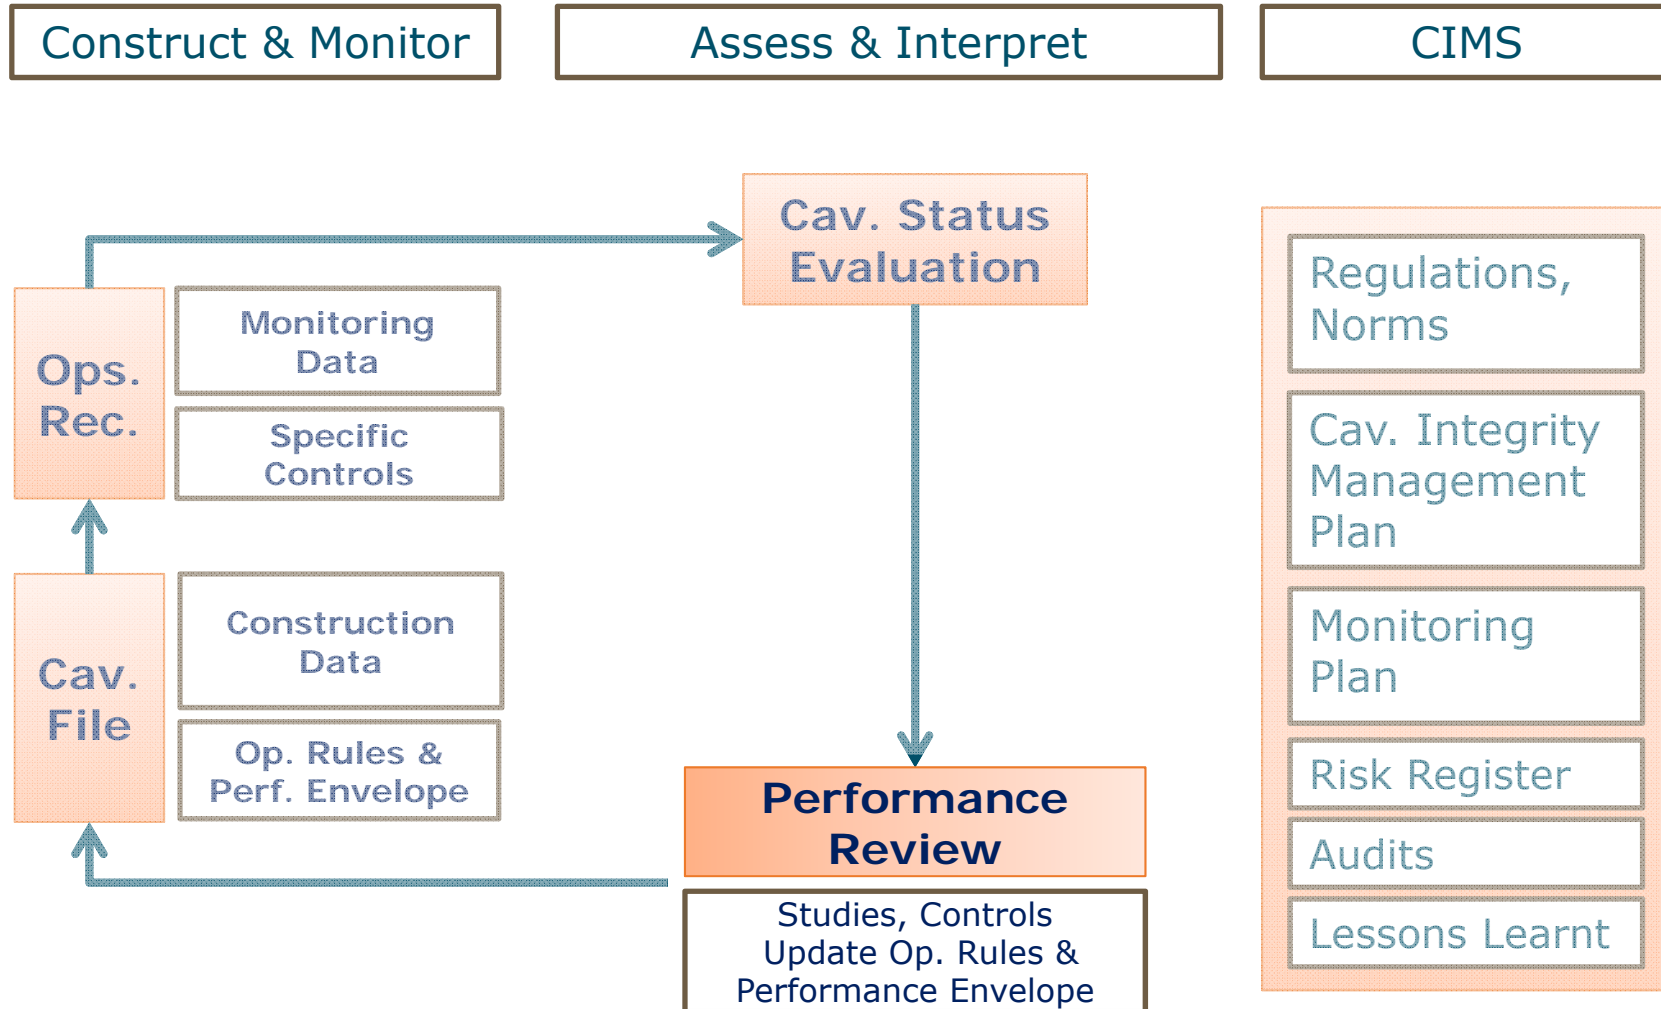 Construct & Monitor
Assess & Interpret
CIMS
Cav. Status
Evaluation
Ops.
Rec.
Monitoring
Data
Specific
Controls
Cav.
File
Construction
Data
Op. Rules &
Perf. Envelope
Performance
Review
Studies, Controls
Update Op. Rules &
Performance Envelope
Regulations,
Norms
Cav. Integrity
Management
Plan
Monitoring
Plan
Risk Register
Audits
Lessons Learnt